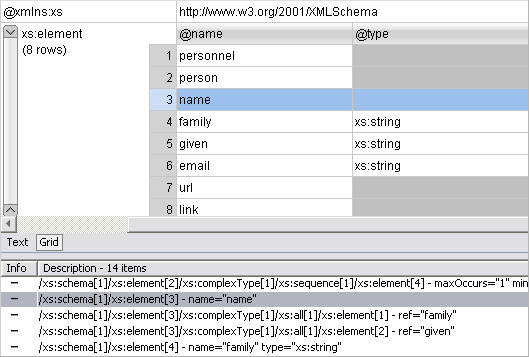 @xmlns:xs http://www.w3.org/2001/XMLSchema
xs:element @name @type
(8 rows)
1 personnel
2 person
3 name
4 family xs:string
5 given xs:string
6 email xs:string
7 url
8 link
Text Grid
Info Description - 14 items
/xs:schema[1]/xs:element[2]/xs:complexType[1]/xs:sequence[1]/xs:element[4] - maxOccurs="1" min
/xs:schema[1]/xs:element[3] - name="name"
/xs:schema[1]/xs:element[3]/xs:complexType[1]/xs:all[1]/xs:element[1] - ref="family"
/xs:schema[1]/xs:element[3]/xs:complexType[1]/xs:all[1]/xs:element[2] - ref="given"
/xs:schema[1]/xs:element[4] - name="family" type="xs:string"